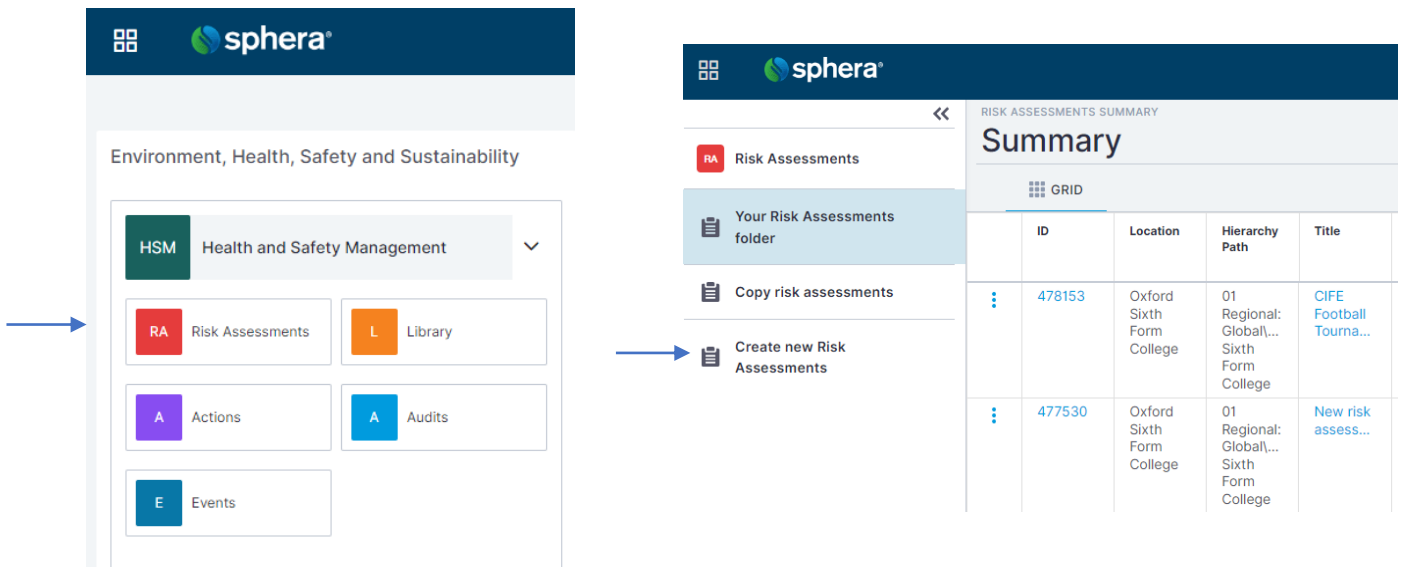 sphera®
Environment, Health, Safety and Sustainability
HSM Health and Safety Management
RA Risk Assessments
L Library
A Actions
A Audits
E Events
sphera®
RA Risk Assessments
Your Risk Assessments
folder
Copy risk assessments
Create new Risk
Assessments
RISK ASSESSMENTS SUMMARY
Summary
GRID
ID Location Hierarchy Title
Path
478153 Oxford 01 CIFE
Sixth Regional: Football
Form Global\... Tourna...
College Sixth
Form
College
477530 Oxford 01 New risk
Sixth Regional: assess...
Form Global\...
College Sixth
Form
College